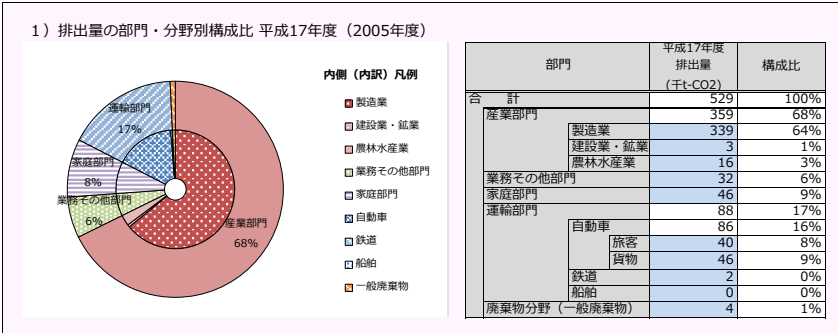 1）排出量の部門・分野別構成比 平成17年度（2005年度）
運輸部門
17%
家庭部門
8%
業務その他部門
6%
産業部門
68%
内側（内訳）凡例
製造業
建設業・鉱業
農林水産業
業務その他部門
家庭部門
自動車
鉄道
船舶
一般廃棄物
部門 平成17年度 排出量 （千t-CO2） 構成比
合　計 529 100%
産業部門 359 68%
製造業 339 64%
建設業・鉱業 3 1%
農林水産業 16 3%
業務その他部門 32 6%
家庭部門 46 9%
運輸部門 88 17%
自動車 86 16%
旅客 40 8%
貨物 46 9%
鉄道 2 0%
船舶 0 0%
廃棄物分野（一般廃棄物） 4 1%